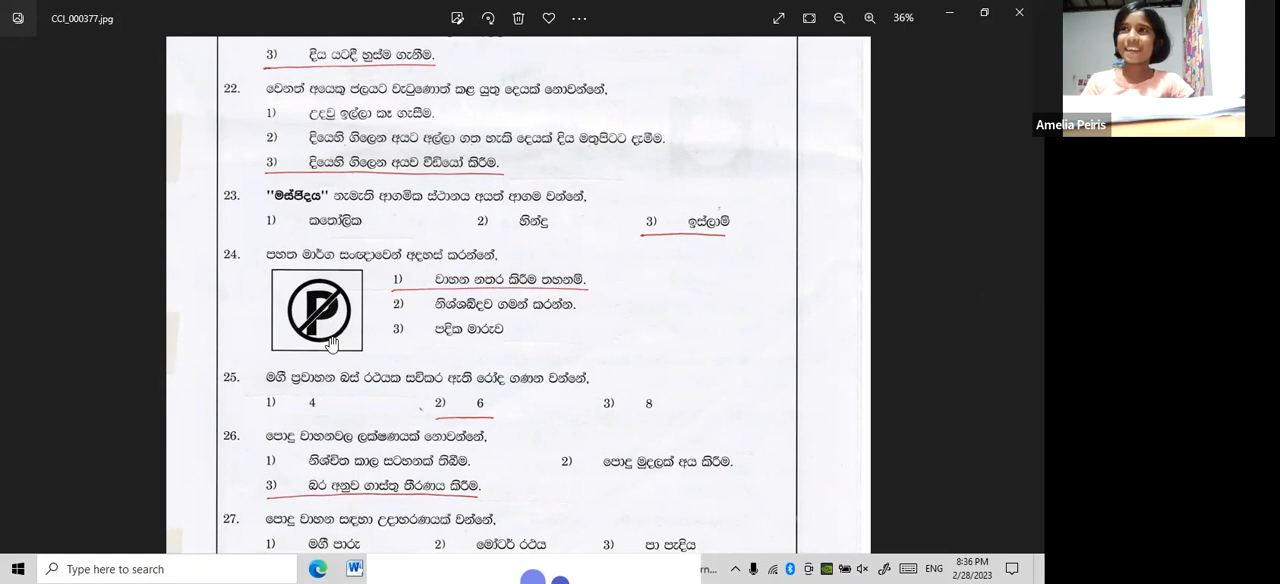 CCI_000377.jpg
36%
Amelia Peiris
3) දිය යටදී හුස්ම ගැනීම.
22. වෙනත් අයෙකු ජලයට වැටුණොත් කළ යුතු දෙයක් නොවන්නේ,
1) උදවු ඉල්ලා කෑ ගැසීම.
2) දියෙහි ගිලෙන අයට අල්ලා ගත හැකි දෙයක් දිය මතුපිටට දැමීම.
3) දියෙහි ගිලෙන අයව වීඩියෝ කිරීම.
23. "මස්ජිදය" නැමැති ආගමික ස්ථානය අයත් ආගම වන්නේ,
1) කතෝලික 2) හින්දු 3) ඉස්ලාම්
24. පහත මාර්ග සංඥාවෙන් අදහස් කරන්නේ,
1) වාහන නතර කිරීම තහනම්.
P
2) නිශ්ශබ්දව ගමන් කරන්න.
3) පදික මාරුව
25. මගී ප්‍රවාහන බස් රථයක සවිකර ඇති රෝද ගණන වන්නේ,
1) 4 2) 6 3) 8
26. පොදු වාහනවල ලක්ෂණයක් නොවන්නේ,
1) නිශ්චිත කාල සටහනක් තිබීම. 2) පොදු මුදලක් අය කිරීම.
3) බර අනුව ගාස්තු තීරණය කිරීම.
27. පොදු වාහන සඳහා උදාහරණයක් වන්නේ,
1) මගී පාරු 2) මෝටර් රථය 3) පා පැදිය
Type here to search
ENG
8:36 PM
2/28/2023